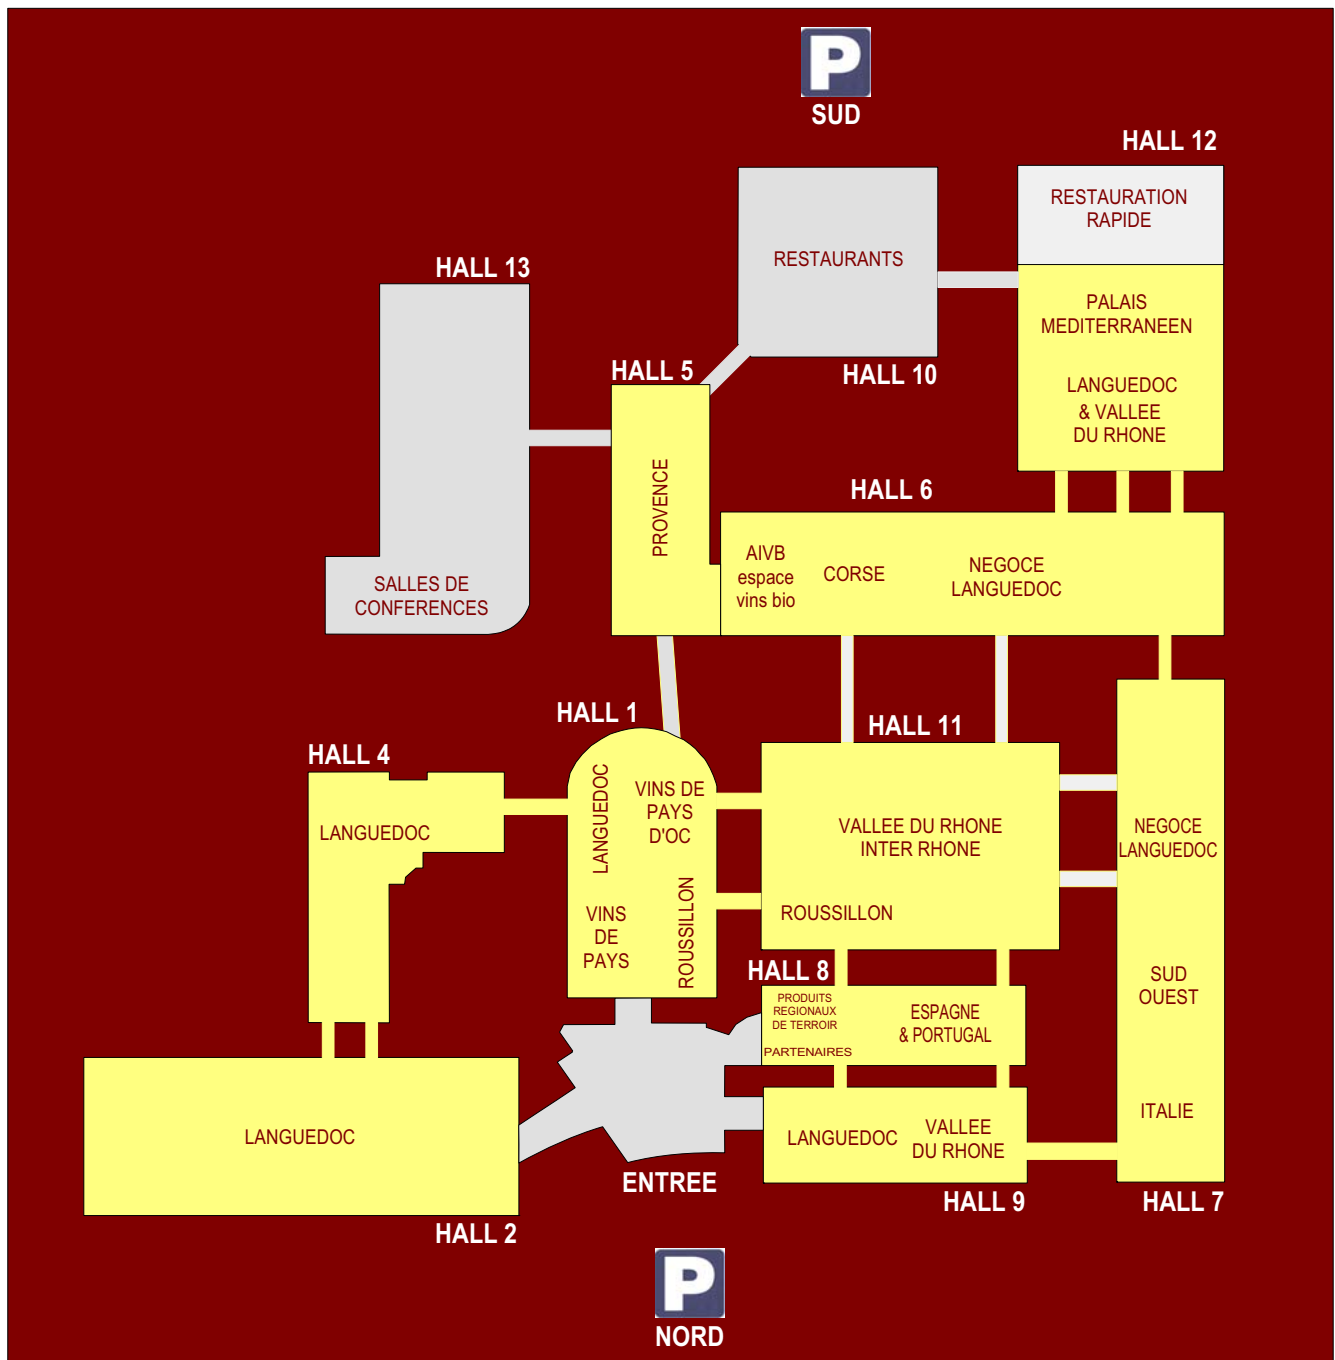 P
SUD
HALL 12
RESTAURATION
RAPIDE
RESTAURANTS
HALL 13
PALAIS
MEDITERRANEEN
HALL 5
HALL 10
LANGUEDOC
& VALLEE
DU RHONE
PROVENCE
HALL 6
AIVB
espace
vins bio
CORSE
NEGOCE
LANGUEDOC
SALLES DE
CONFERENCES
HALL 1
HALL 11
HALL 4
LANGUEDOC
LANGUEDOC
VINS DE
PAYS
D'OC
VALLEE DU RHONE
INTER RHONE
NEGOCE
LANGUEDOC
VINS
DE
PAYS
ROUSSILLON
ROUSSILLON
HALL 8
SUD
OUEST
PRODUITS
REGIONAUX
DE TERROIR
PARTENAIRES
ESPAGNE
& PORTUGAL
LANGUEDOC
LANGUEDOC
VALLEE
DU RHONE
ITALIE
ENTREE
HALL 9
HALL 7
HALL 2
P
NORD